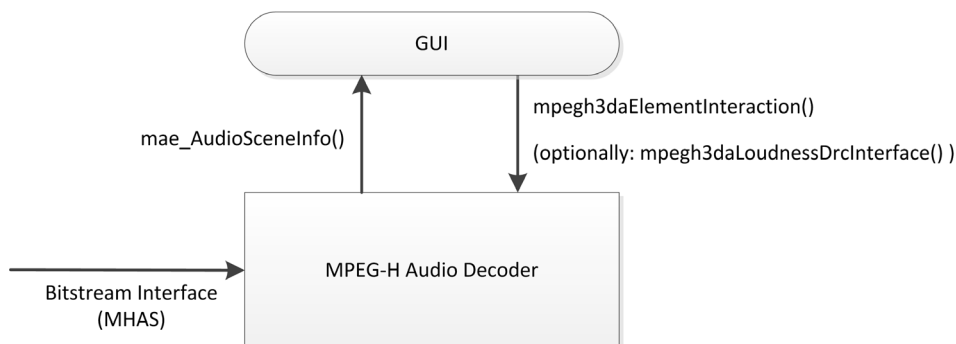 GUI
mae_AudioSceneInfo()
mpegh3daElementInteraction()
(optionally: mpegh3daLoudnessDrcInterface() )
MPEG-H Audio Decoder
Bitstream Interface
(MHAS)